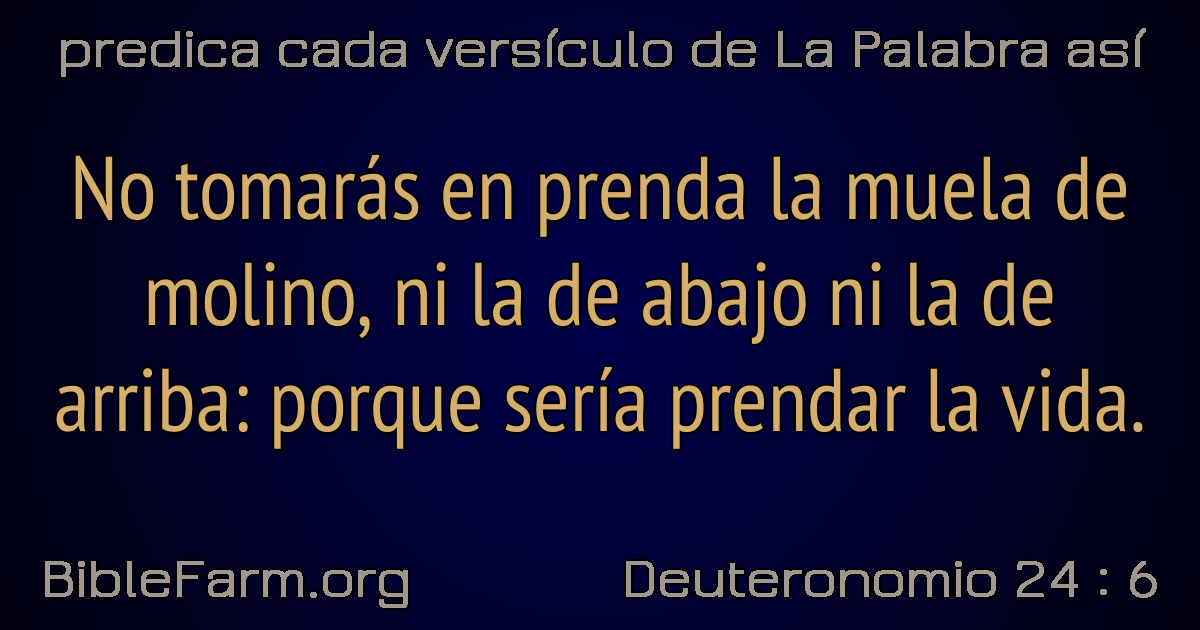 predica cada versículo de La Palabra así
No tomarás en prenda la muela de
molino, ni la de abajo ni la de
arriba: porque sería prendar la vida.
BibleFarm.org
Deuteronomio 24 : 6